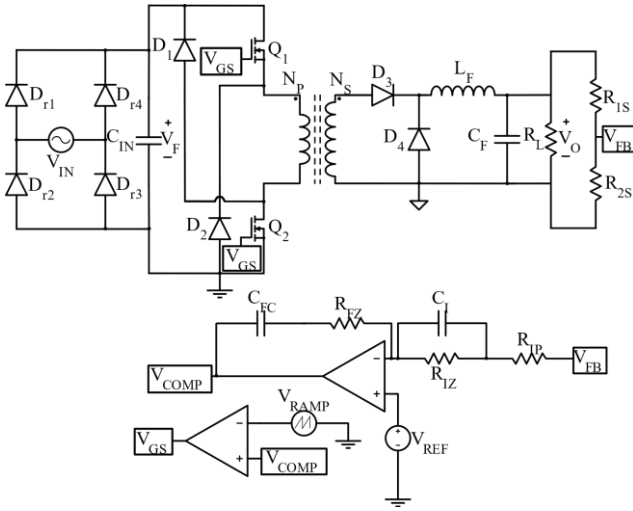 D1
VGS
Q1
NP
NS
D3
LF
Dr1
Dr4
CIN
+
VF
−
VIN
Dr2
Dr3
D4
CF
RL
+
VO
−
R1S
VFB
R2S
D2
Q2
VGS
CFC
RFZ
CI
VCOMP
−
RIZ
RIP
VFB
+
VRAMP
VGS
−
+
VCOMP
+
−
VREF